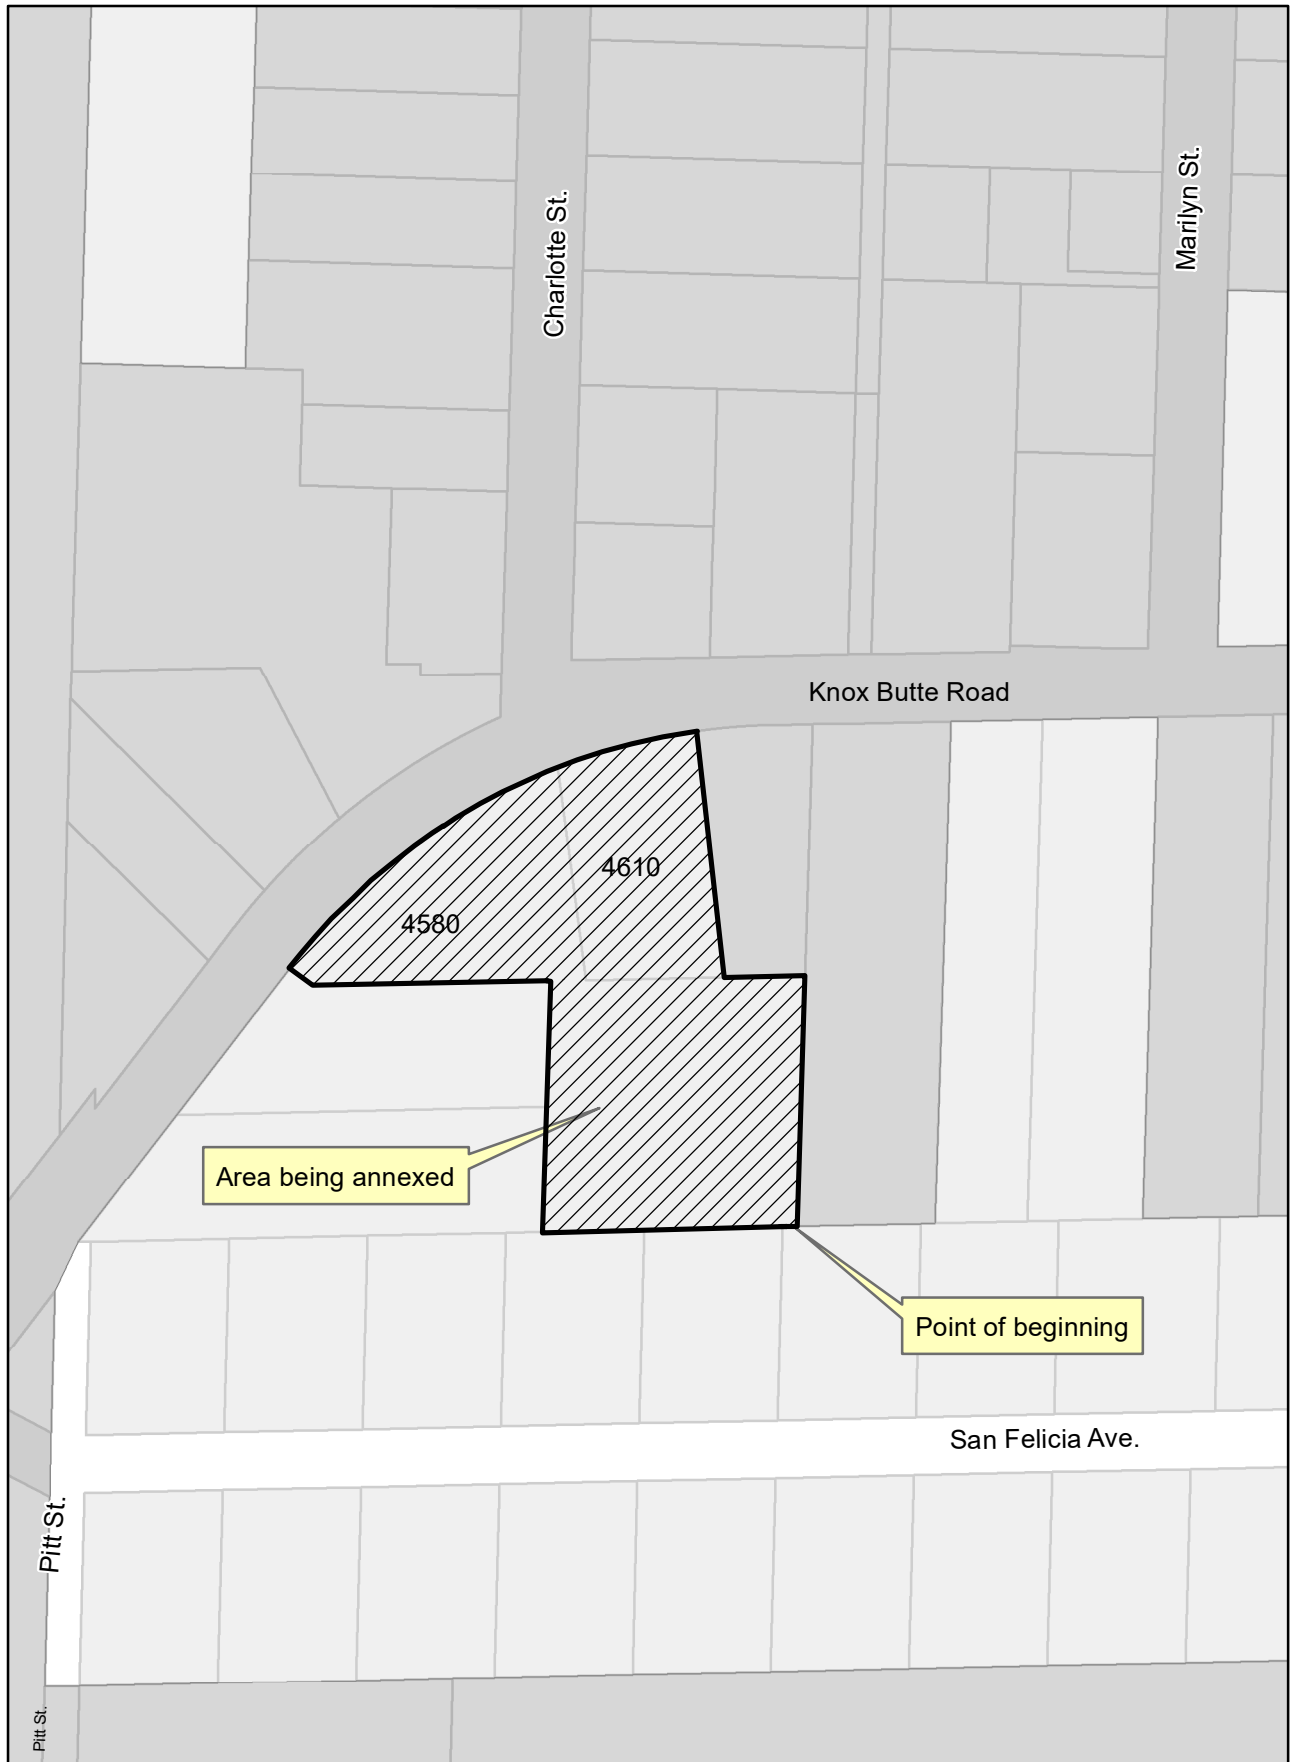 Marilyn St.
Charlotte St.
Knox Butte Road
4610
4580
Area being annexed
Point of beginning
San Felicia Ave.
Pitt St.
Pitt St.